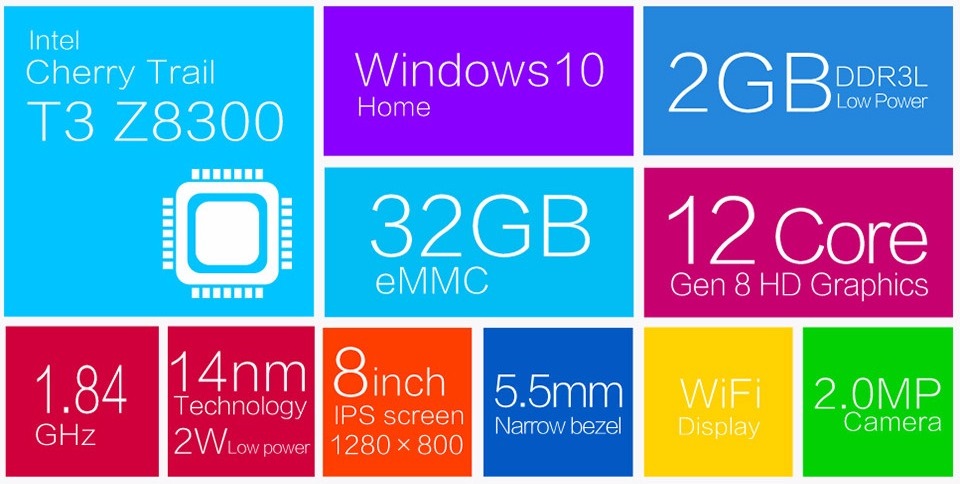 Intel
Cherry Trail
T3 Z8300
Windows10
Home
2GB DDR3L
Low Power
32GB
eMMC
12 Core
Gen 8 HD Graphics
1.84
GHz
14nm
Technology
2W Low power
8inch
IPS screen
1280×800
5.5mm
Narrow bezel
WiFi
Display
2.0MP
Camera